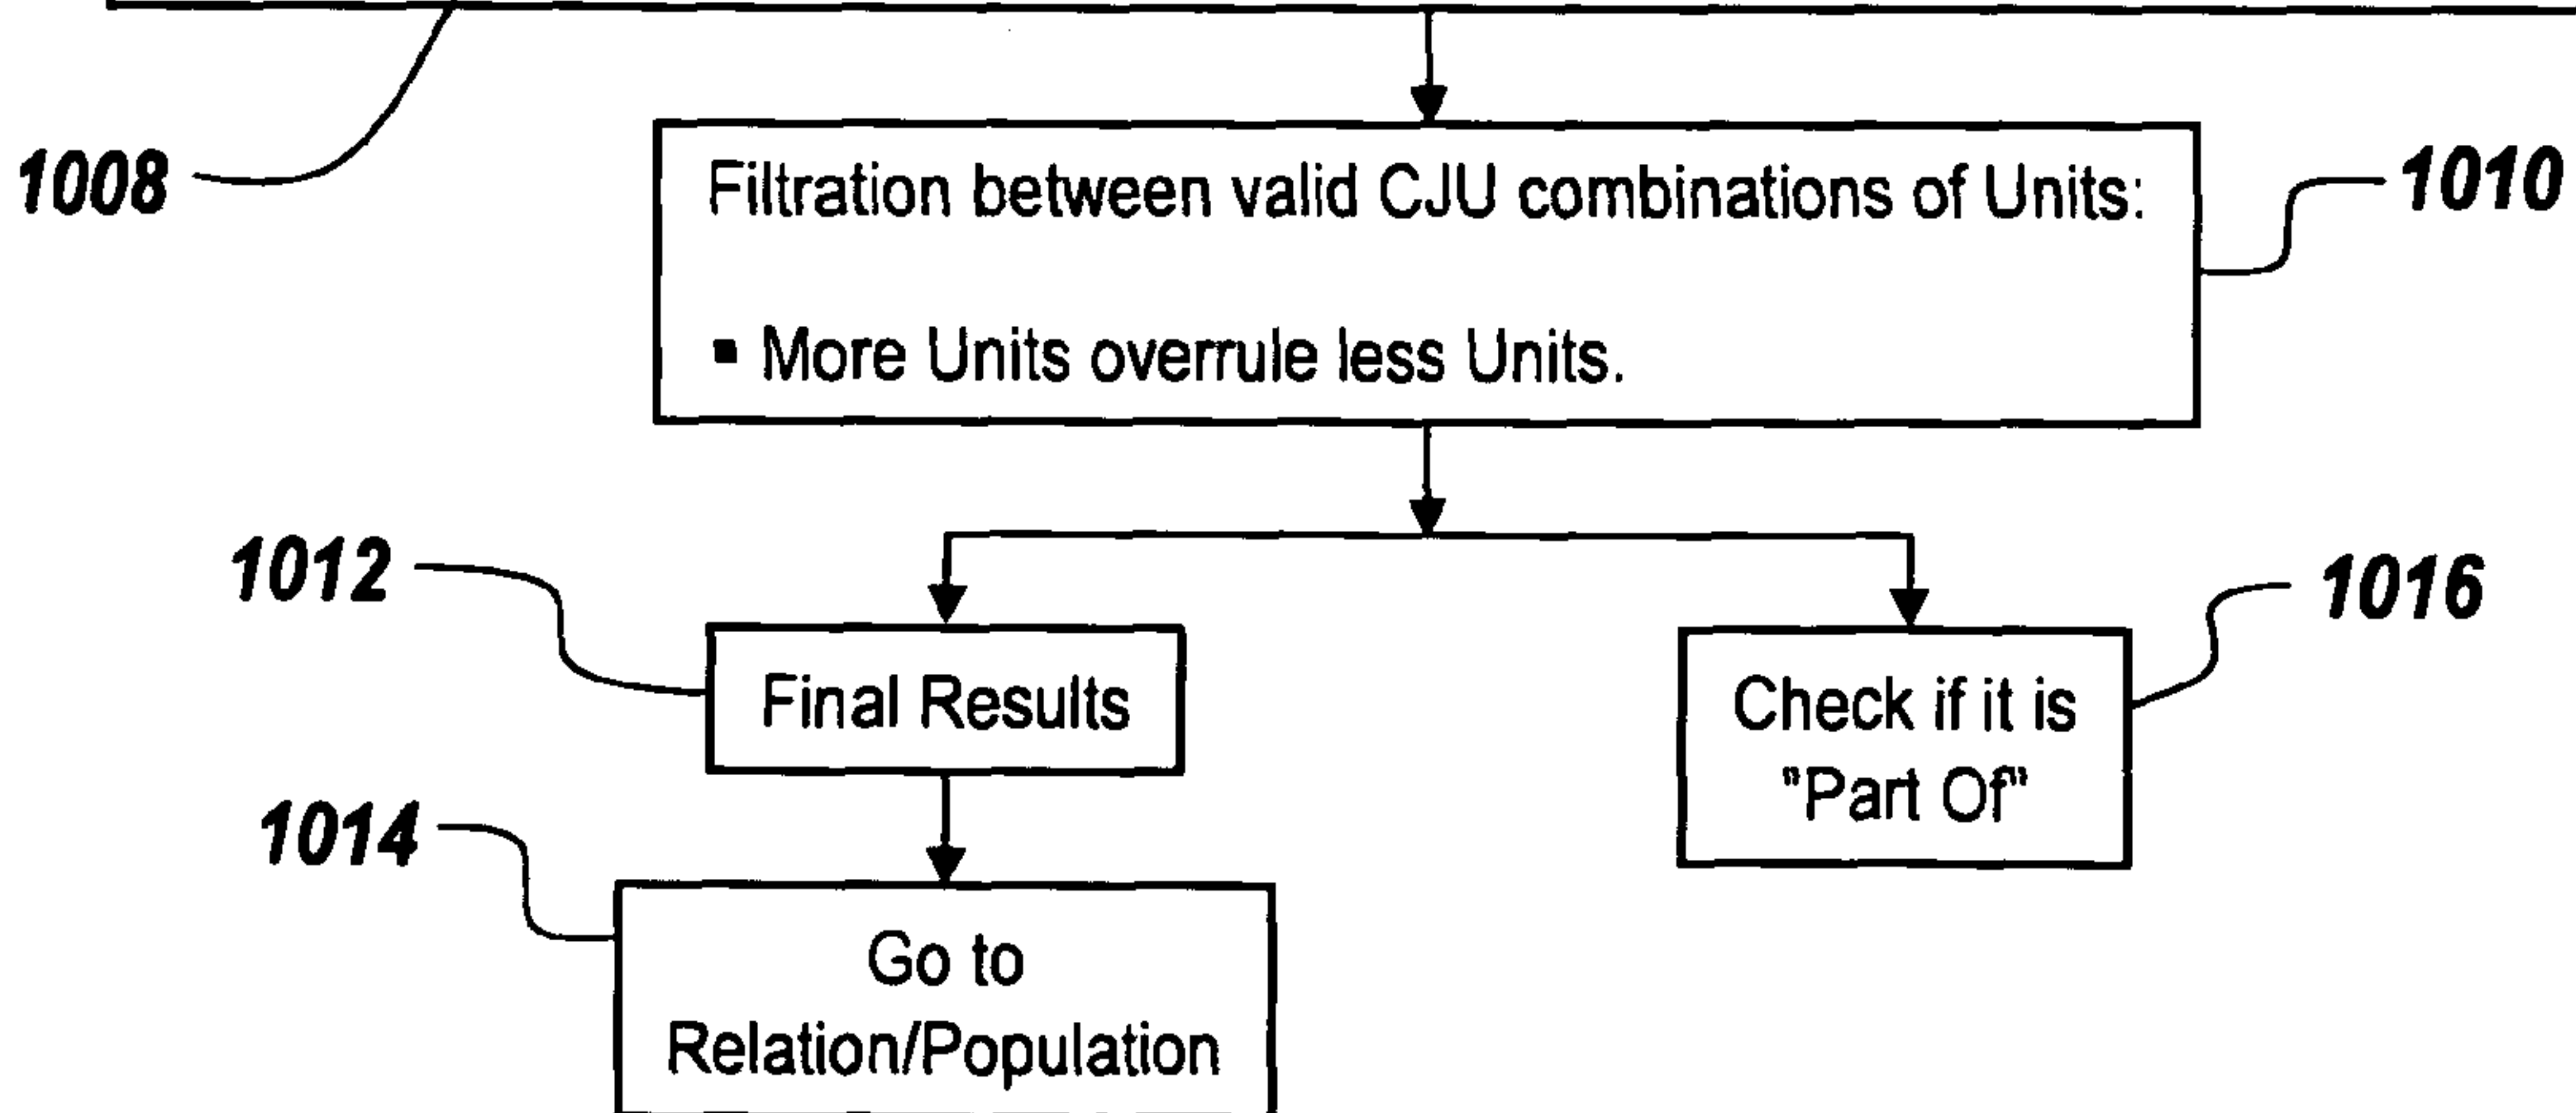 1008
Filtration between valid CJU combinations of Units:
1010
▪ More Units overrule less Units.
1012
1016
Final Results
Check if it is
"Part Of"
1014
Go to
Relation/Population